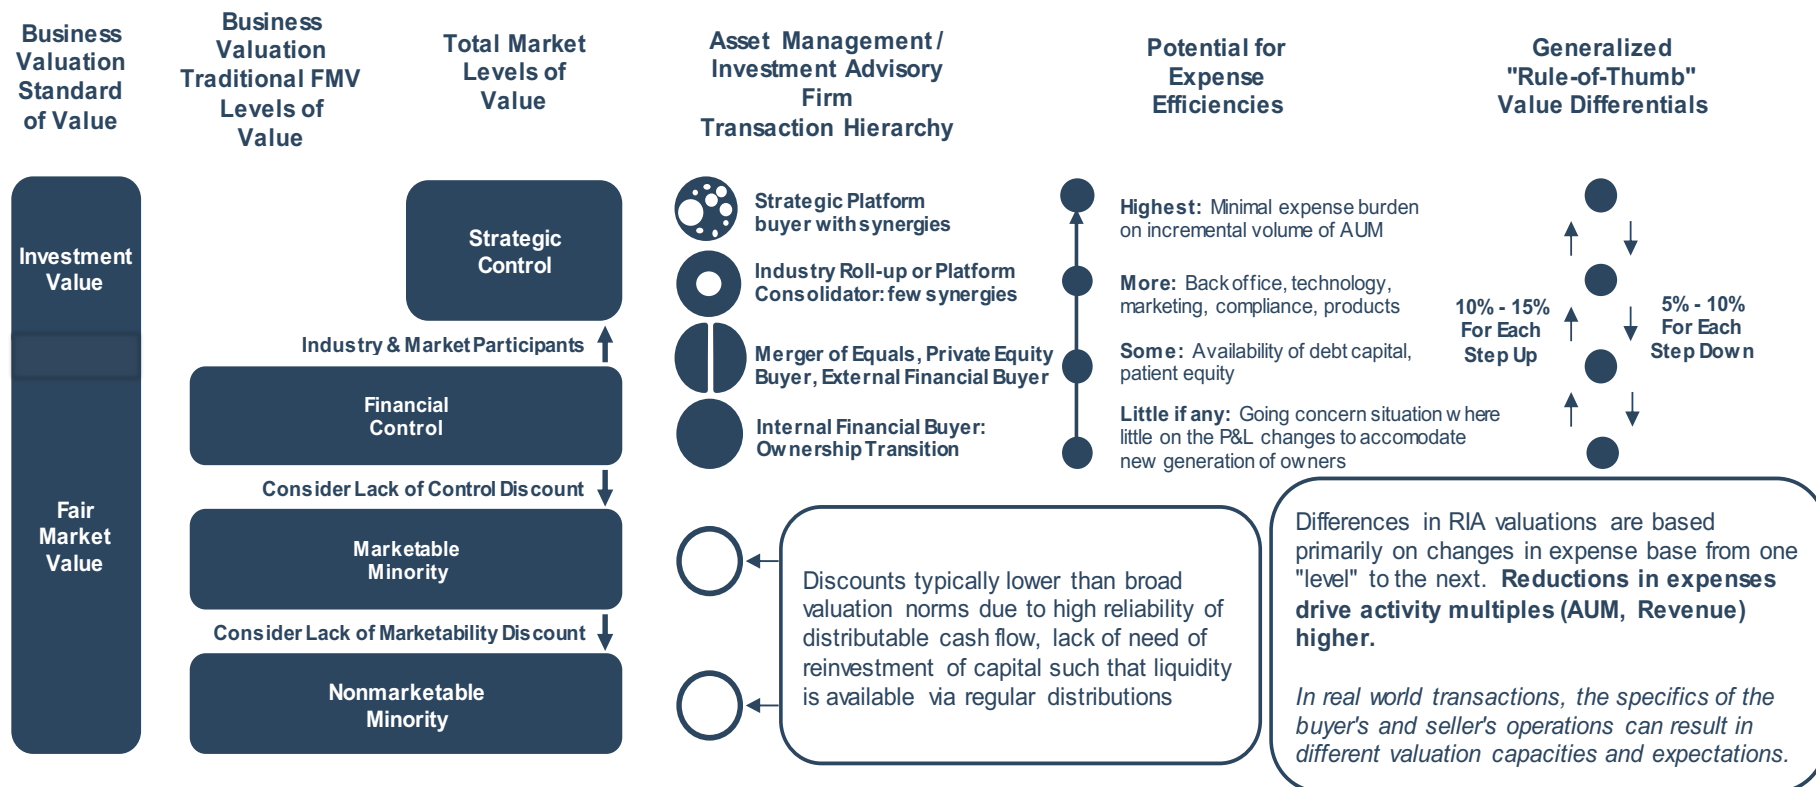 Business
Valuation
Standard
of Value
Business
Valuation
Traditional FMV
Levels of
Value
Total Market
Levels of
Value
Asset Management /
Investment Advisory
Firm
Transaction Hierarchy
Potential for
Expense
Efficiencies
Generalized
"Rule-of-Thumb"
Value Differentials
Investment
Value
Fair
Market
Value
Strategic
Control
Industry & Market Participants
Financial
Control
Consider Lack of Control Discount
Marketable
Minority
Consider Lack of Marketability Discount
Nonmarketable
Minority
Strategic Platform
buyer with synergies
Industry Roll-up or Platform
Consolidator: few synergies
Merger of Equals, Private Equity
Buyer, External Financial Buyer
Internal Financial Buyer:
Ownership Transition
Highest: Minimal expense burden
on incremental volume of AUM
More: Back office, technology,
marketing, compliance, products
Some: Availability of debt capital,
patient equity
Little if any: Going concern situation where
little on the P&L changes to accomodate
new generation of owners
10% - 15%
For Each
Step Up
5% - 10%
For Each
Step Down
Discounts typically lower than broad
valuation norms due to high reliability of
distributable cash flow, lack of need of
reinvestment of capital such that liquidity
is available via regular distributions
Differences in RIA valuations are based
primarily on changes in expense base from one
"level" to the next. Reductions in expenses
drive activity multiples (AUM, Revenue)
higher.
In real world transactions, the specifics of the
buyer's and seller's operations can result in
different valuation capacities and expectations.